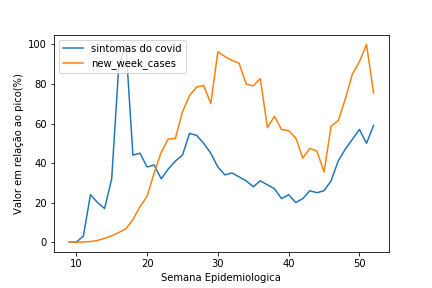 sintomas do covid
new_week_cases
100
80
60
40
20
0
Valor em relação ao pico(%)
10
20
30
40
50
Semana Epidemiologica